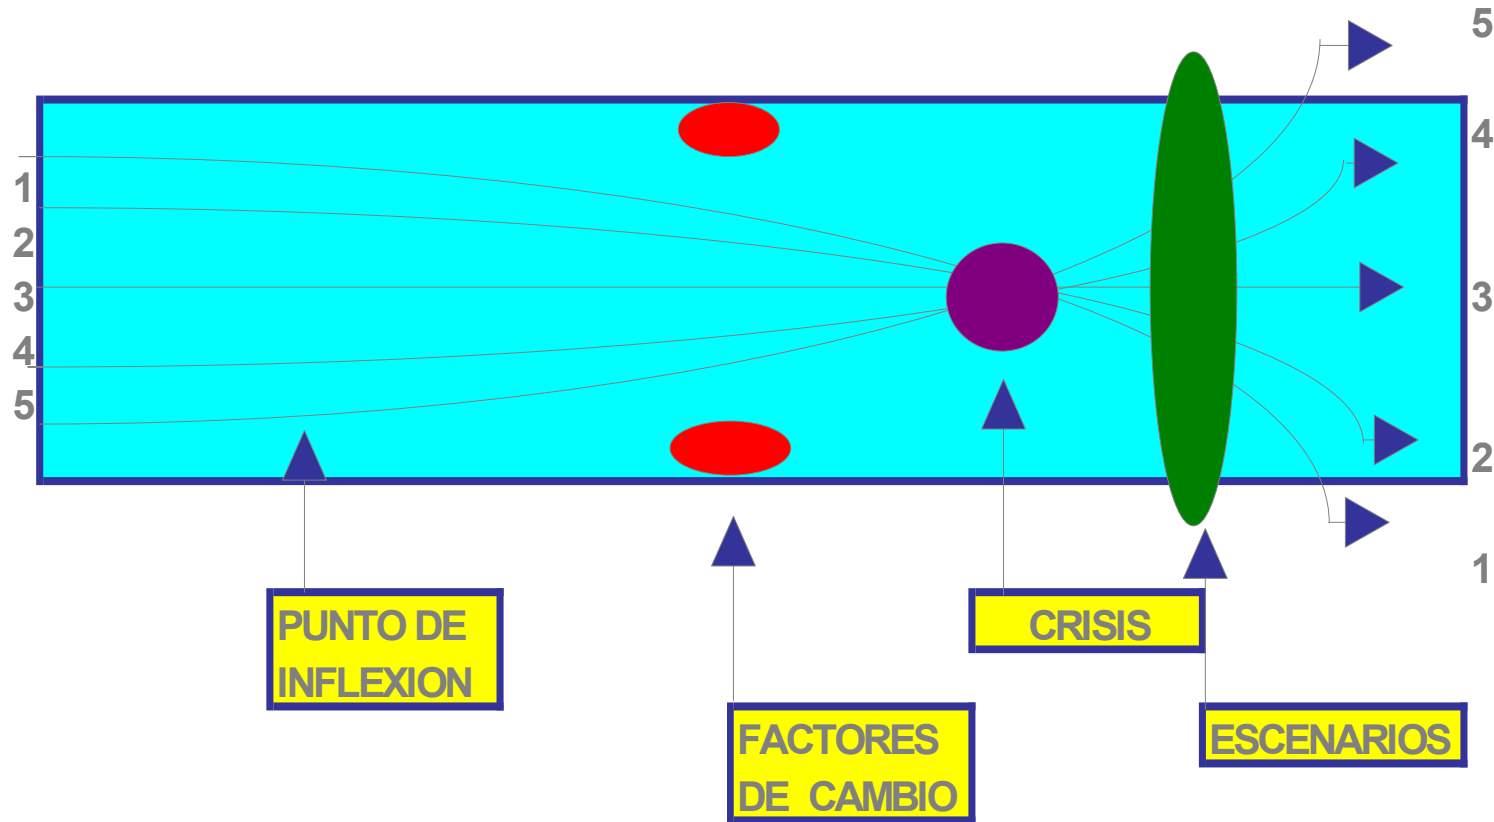 5
4
1
2
3
3
4
5
2
1
PUNTO DE
INFLEXION
CRISIS
FACTORES
DE CAMBIO
ESCENARIOS